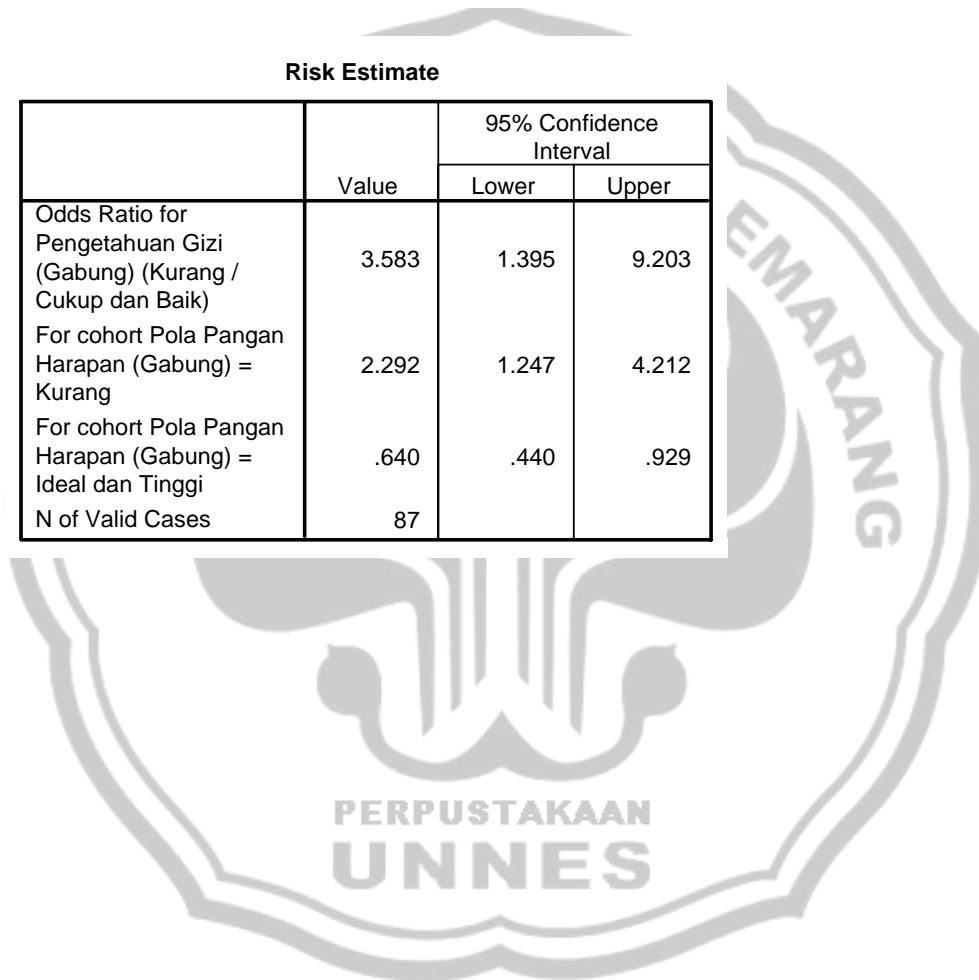 Risk Estimate
95% Confidence
Interval
Value Lower Upper
Odds Ratio for
Pengetahuan Gizi
(Gabung) (Kurang /
Cukup dan Baik)
3.583 1.395 9.203
For cohort Pola Pangan
Harapan (Gabung) =
Kurang
2.292 1.247 4.212
For cohort Pola Pangan
Harapan (Gabung) =
Ideal dan Tinggi
.640 .440 .929
N of Valid Cases 87
EMARANG
PERPUSTAKAAN
UNNES